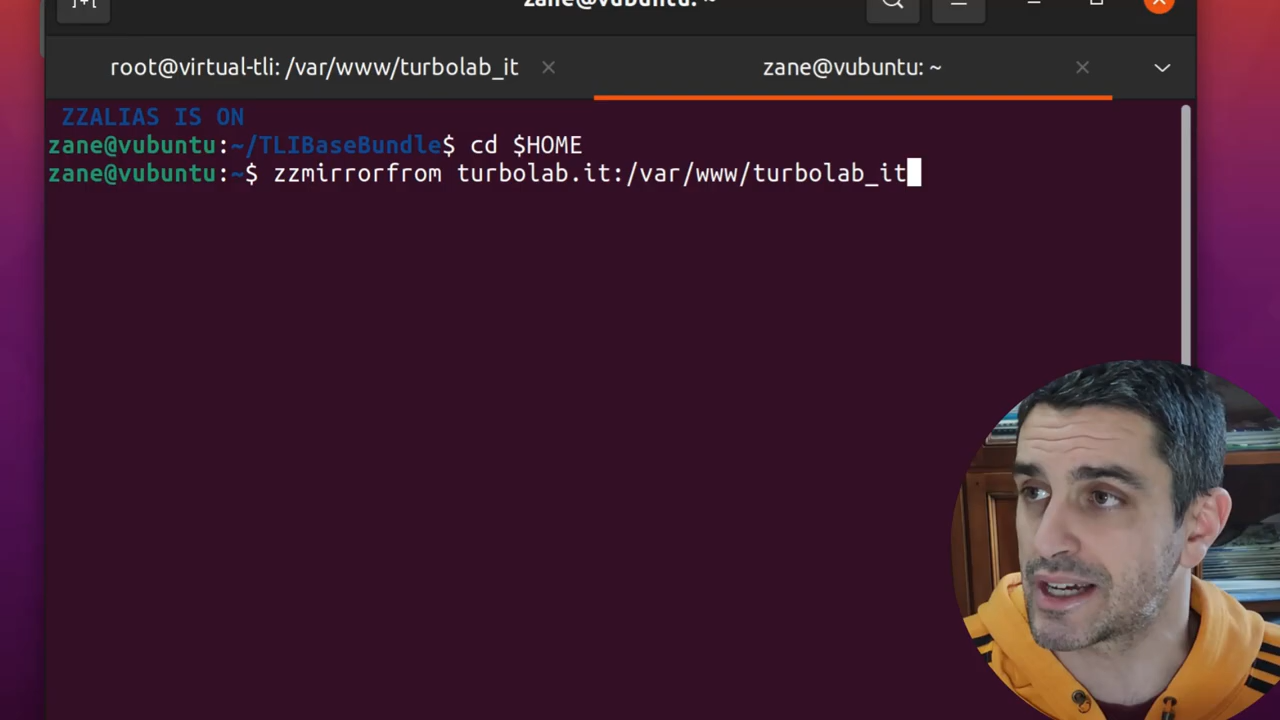 zane@vubuntu: ~
root@virtual-tli: /var/www/turbolab_it
zane@vubuntu: ~
ZZALIAS IS ON
zane@vubuntu:~/TLIBaseBundle$ cd $HOME
zane@vubuntu:~$ zzmirrorfrom turbolab.it:/var/www/turbolab_it